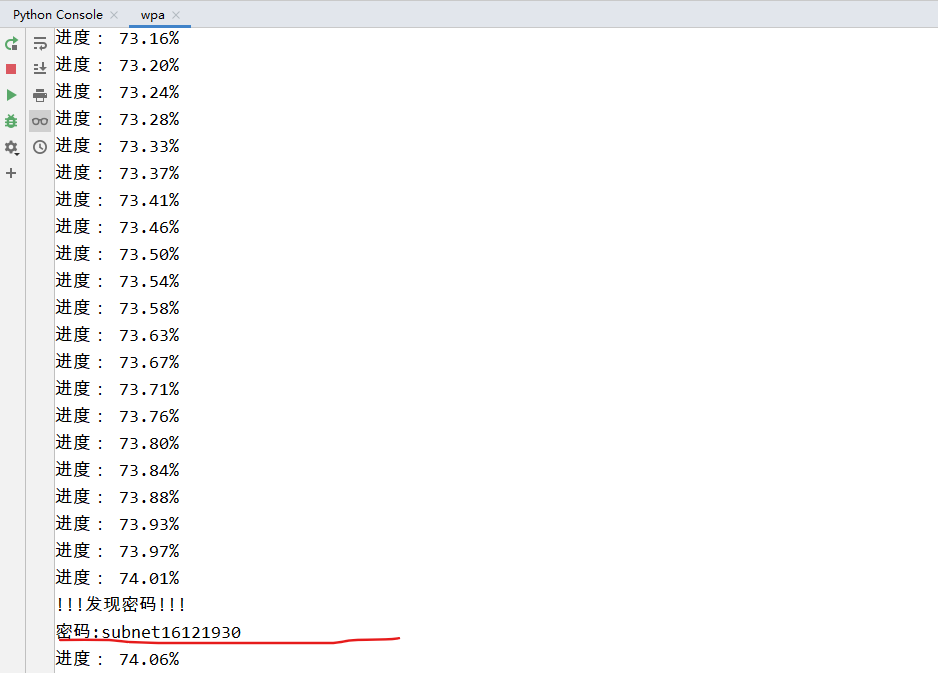 Python Console wpa
进度： 73.16%
进度： 73.20%
进度： 73.24%
进度： 73.28%
进度： 73.33%
进度： 73.37%
进度： 73.41%
进度： 73.46%
进度： 73.50%
进度： 73.54%
进度： 73.58%
进度： 73.63%
进度： 73.67%
进度： 73.71%
进度： 73.76%
进度： 73.80%
进度： 73.84%
进度： 73.88%
进度： 73.93%
进度： 73.97%
进度： 74.01%
!!!发现密码!!!
密码:subnet16121930
进度： 74.06%